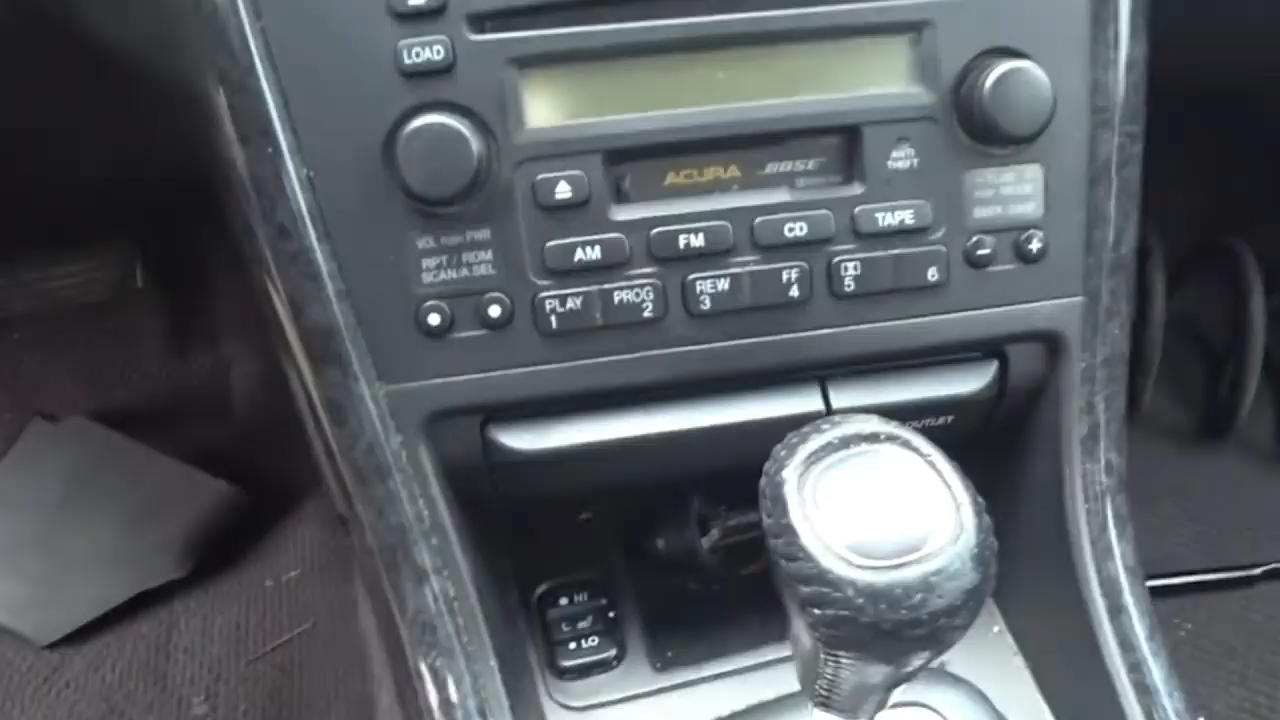 LOAD
ACURA BOSE
ANTI
THEFT
AM
FM
CD
TAPE
VOL PUSH PWR
RPT / RDM
SCAN/A.SEL
PLAY
1
PROG
2
REW
3
FF
4
5
6
- +
OUTLET
HI
LO